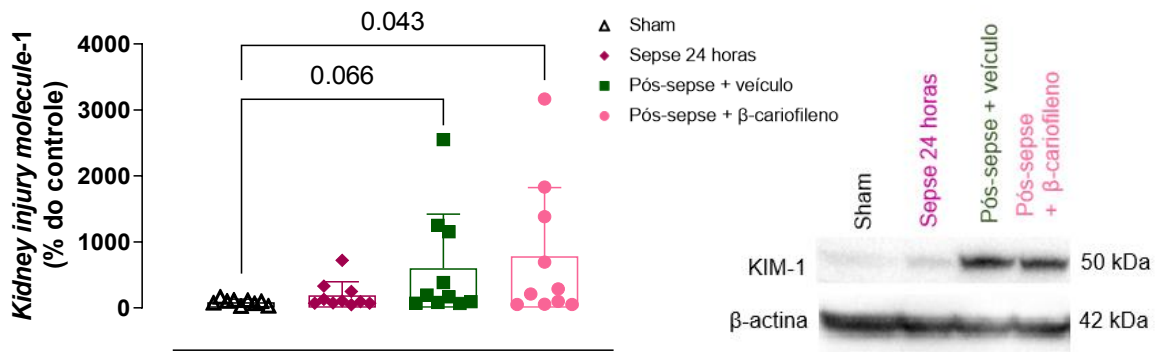 0.043
0.066
4000
3000
2000
1000
0
Kidney injury molecule-1
(% do controle)
Sham
Sepse 24 horas
Pós-sepse + veículo
Pós-sepse + β-cariofileno
Sham
Sepse 24 horas
Pós-sepse + veículo
Pós-sepse
+ β-cariofileno
KIM-1
50 kDa
β-actina
42 kDa